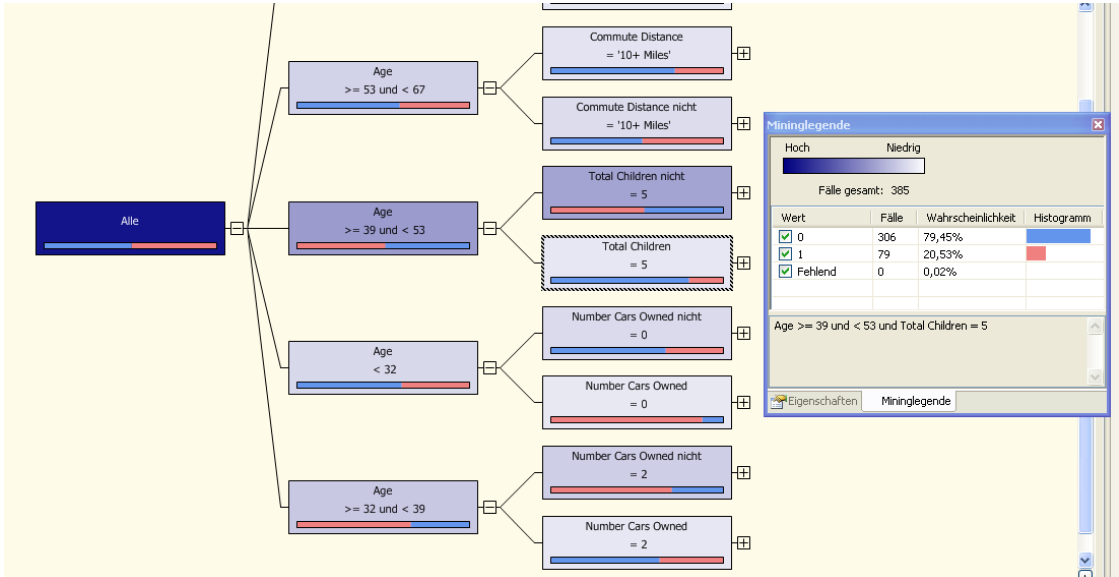 Commute Distance
= '10+ Miles'
Age
>= 53 und < 67
Commute Distance nicht
= '10+ Miles'
Total Children nicht
= 5
Alle
Age
>= 39 und < 53
Total Children
= 5
Number Cars Owned nicht
= 0
Age
< 32
Number Cars Owned
= 0
Number Cars Owned nicht
= 2
Age
>= 32 und < 39
Number Cars Owned
= 2
Mininglegende
Hoch Niedrig
Fälle gesamt: 385
Wert Fälle Wahrscheinlichkeit Histogramm
0 306 79,45%
1 79 20,53%
Fehlend 0 0,02%
Age >= 39 und < 53 und Total Children = 5
Eigenschaften Mininglegende